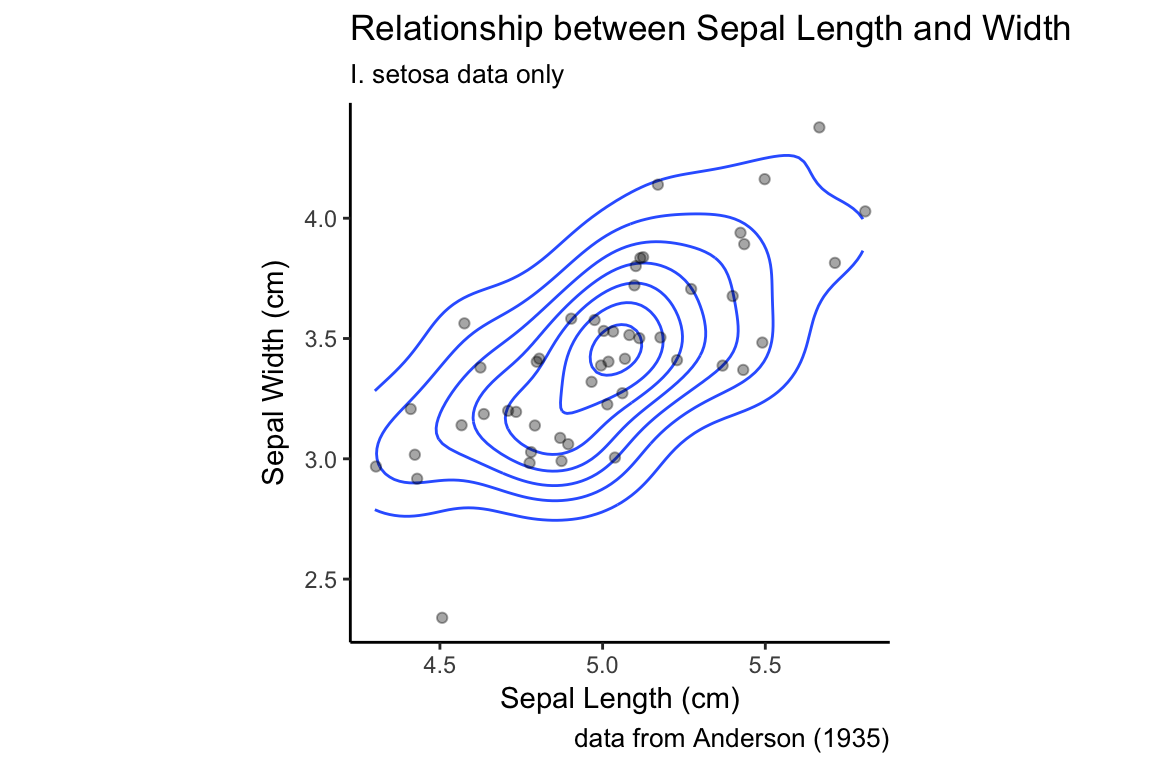 Relationship between Sepal Length and Width
I. setosa data only
Sepal Width (cm)
4.0
3.5
3.0
2.5
4.5 5.0 5.5
Sepal Length (cm)
data from Anderson (1935)